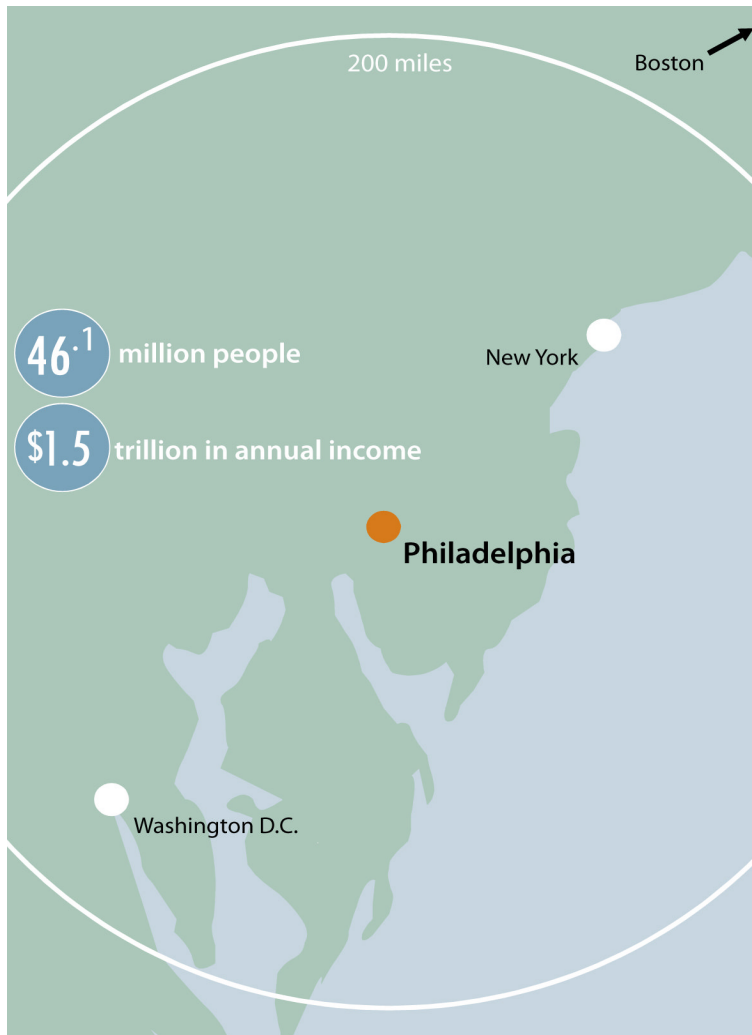 200 miles
Boston
46.1 million people
New York
$1.5 trillion in annual income
Philadelphia
Washington D.C.